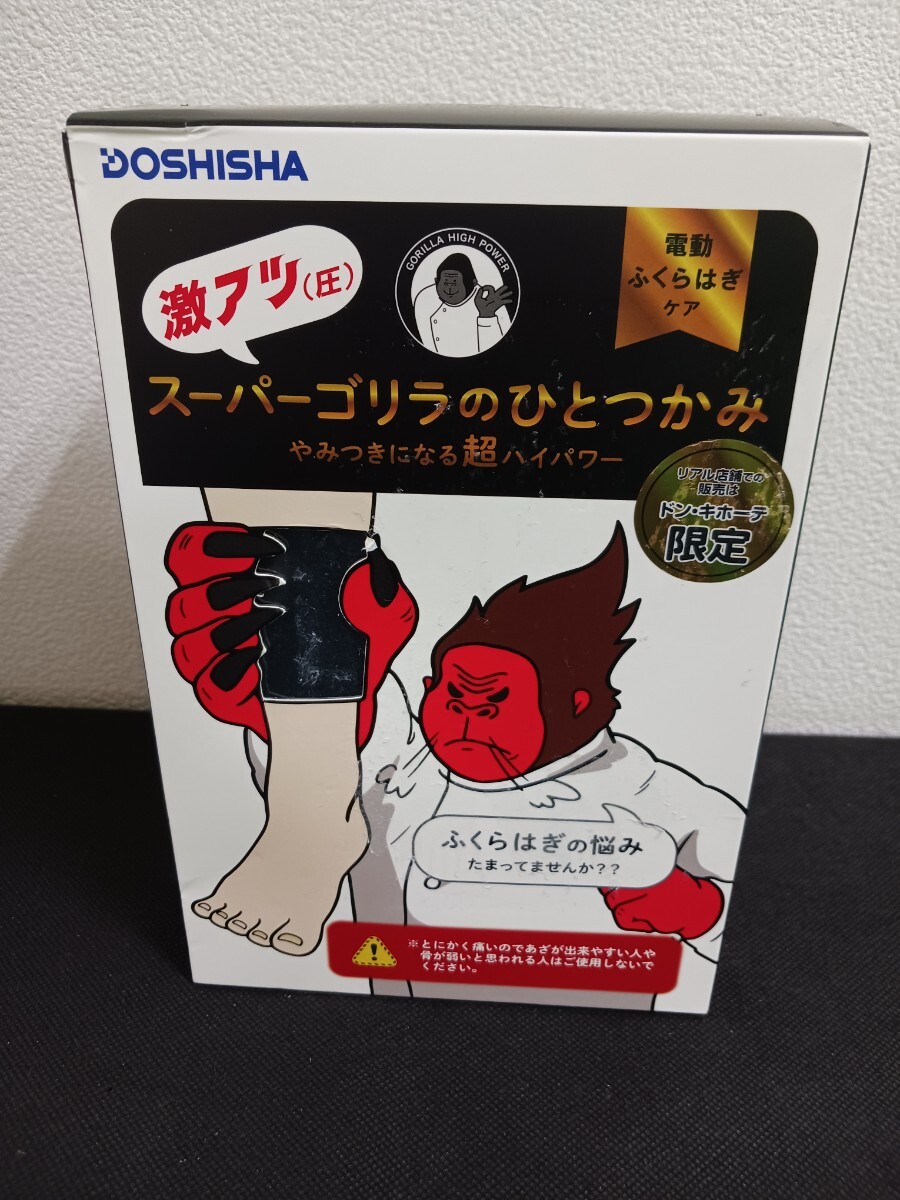 DOSHISHA
激アツ(圧)
GORILLA HIGH POWER
電動
ふくらはぎ
ケア
スーパーゴリラのひとつかみ
やみつきになる超ハイパワー
リアル店舗での
販売は
ドン・キホーテ
限定
ふくらはぎの悩み
たまってませんか??
※とにかく痛いのであざが出来やすい人や
骨が弱いと思われる人はご使用しないで
ください。